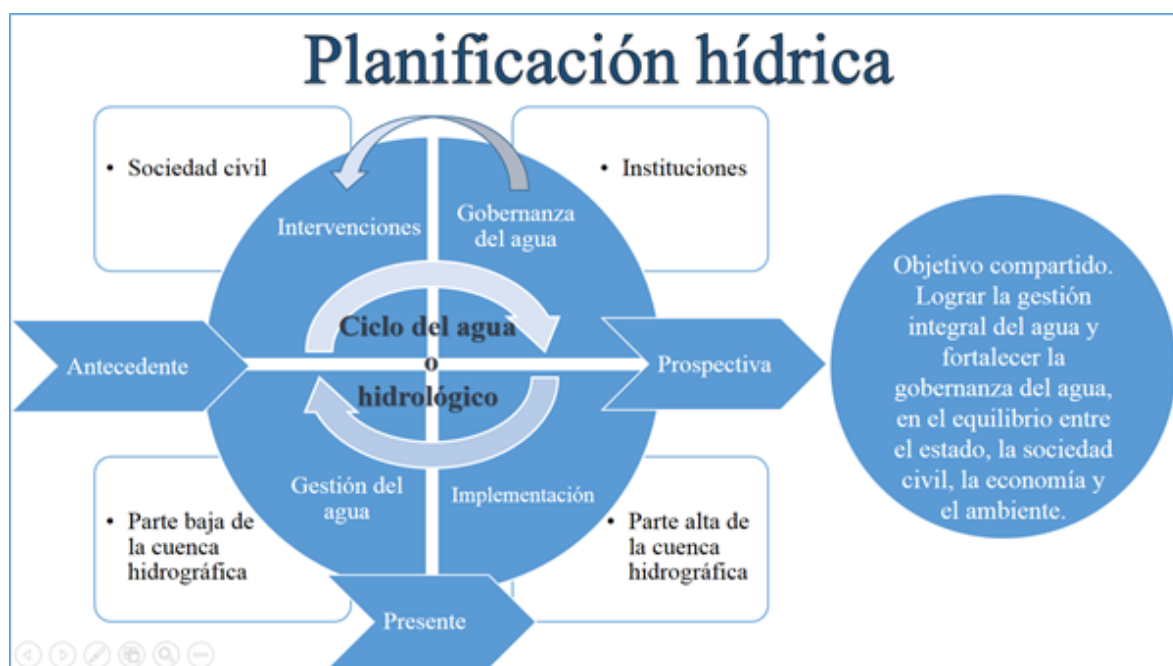 Planificación hídrica
• Sociedad civil
• Instituciones
Intervenciones
Gobernanza
del agua
Ciclo del agua
o
hidrológico
Antecedente
Prospectiva
Objetivo compartido.
Lograr la gestión
integral del agua y
fortalecer la
gobernanza del agua,
en el equilibrio entre
el estado, la sociedad
civil, la economía y
el ambiente.
Gestión del
agua
Implementación
• Parte baja de
la cuenca
hidrográfica
• Parte alta de
la cuenca
hidrográfica
Presente